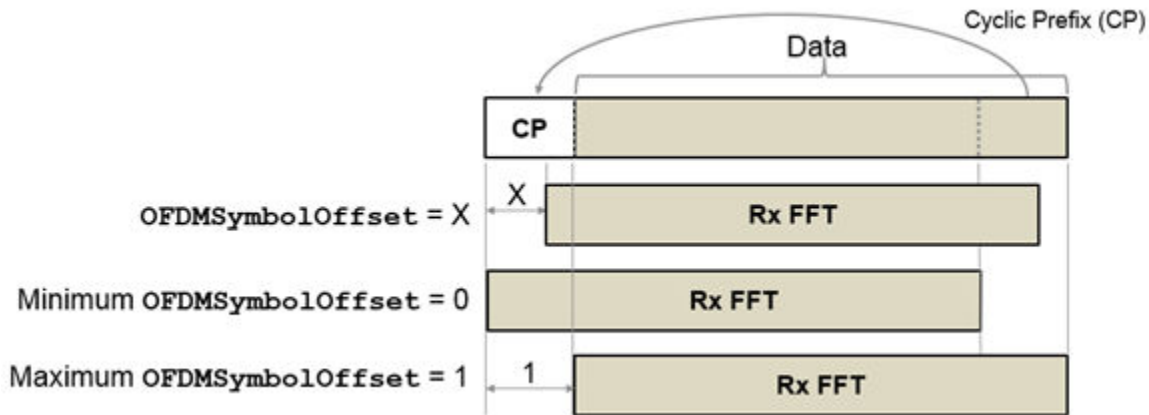 Cyclic Prefix (CP)
Data
CP
X
OFDMSymbolOffset = X
Rx FFT
Minimum OFDMSymbolOffset = 0
Rx FFT
Maximum OFDMSymbolOffset = 1
1
Rx FFT